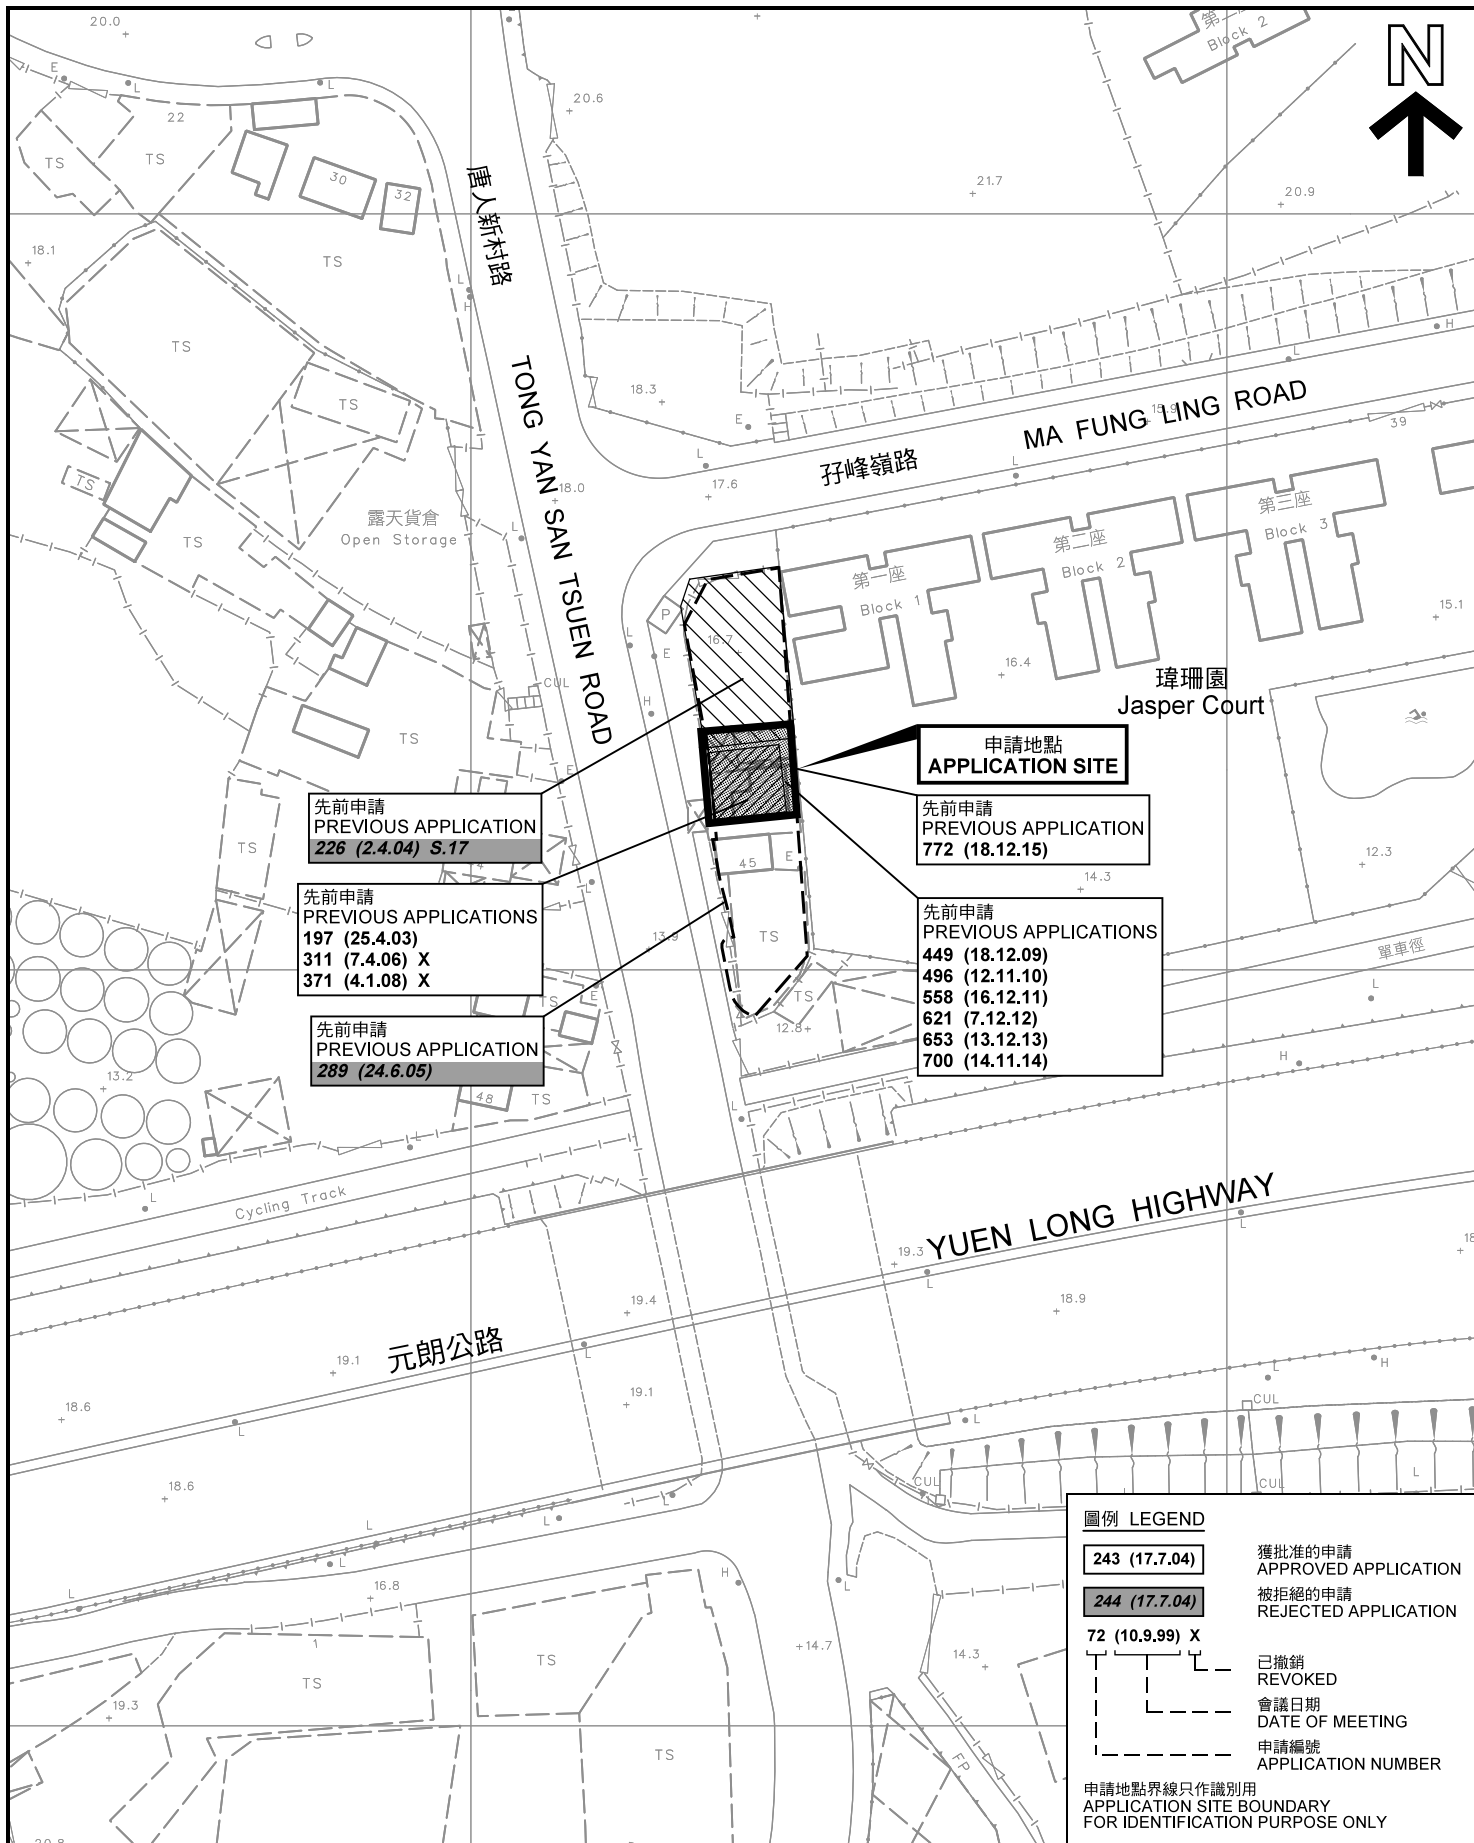 20.0
第二座
Block 2
N
E
L
L
20.6
22
TS
TS
30
32
21.7
20.9
唐人新村路
18.1
TS
L
H
TS
H
L
TONG YAN SAN TSUEN ROAD
18.3
TS
E
15.9
MA FUNG LING ROAD
39
孖峰嶺路
L
L
17.6
TS
18.0
露天貨倉
Open Storage
TS
L
第一座
Block 1
第二座
Block 2
第三座
Block 3
P
15.1
L
E
16.7
16.4
CUL
瑋珊園
Jasper Court
H
TS
申請地點
APPLICATION SITE
E
先前申請
PREVIOUS APPLICATION
226 (2.4.04) S.17
先前申請
PREVIOUS APPLICATION
772 (18.12.15)
TS
45
E
12.3
14.3
L
先前申請
PREVIOUS APPLICATIONS
197 (25.4.03)
311 (7.4.06) X
371 (4.1.08) X
先前申請
PREVIOUS APPLICATIONS
449 (18.12.09)
496 (12.11.10)
558 (16.12.11)
621 (7.12.12)
653 (13.12.13)
700 (14.11.14)
13.9
TS
單車徑
L
TS
E
TS
12.8
先前申請
PREVIOUS APPLICATION
289 (24.6.05)
H
13.2
48
TS
L
L
Cycling Track
L
YUEN LONG HIGHWAY
L
19.3
L
18
19.4
18.9
元朗公路
L
19.1
H
L
19.1
18.6
L
L
CUL
18.6
CUL
CUL
L
L
L
L
L
L
16.8
H
L
圖例 LEGEND
243 (17.7.04)
獲批准的申請
APPROVED APPLICATION
244 (17.7.04)
被拒絕的申請
REJECTED APPLICATION
72 (10.9.99) X
已撤銷
REVOKED
會議日期
DATE OF MEETING
申請編號
APPLICATION NUMBER
申請地點界線只作識別用
APPLICATION SITE BOUNDARY
FOR IDENTIFICATION PURPOSE ONLY
1
14.7
14.3
TS
TS
19.3
TS
FP
20.8